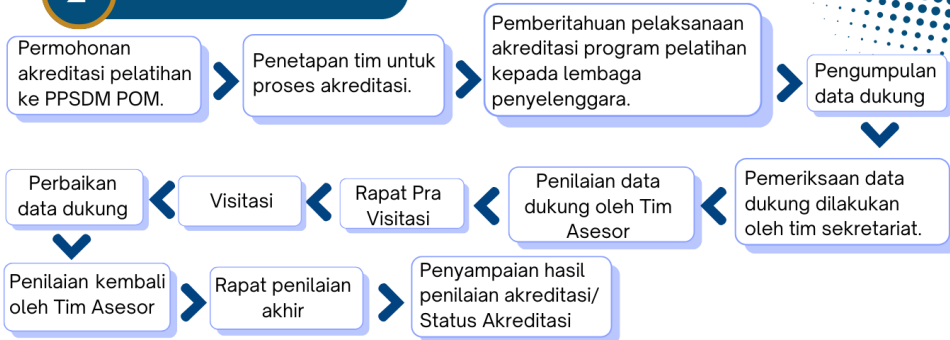 Permohonan
akreditasi pelatihan
ke PPSDM POM.
Penetapan tim untuk
proses akreditasi.
Pemberitahuan pelaksanaan
akreditasi program pelatihan
kepada lembaga
penyelenggara.
Pengumpulan
data dukung
Pemeriksaan data
dukung dilakukan
oleh tim sekretariat.
Penilaian data
dukung oleh Tim
Asesor
Rapat Pra
Visitasi
Visitasi
Perbaikan
data dukung
Penilaian kembali
oleh Tim Asesor
Rapat penilaian
akhir
Penyampaian hasil
penilaian akreditasi/
Status Akreditasi